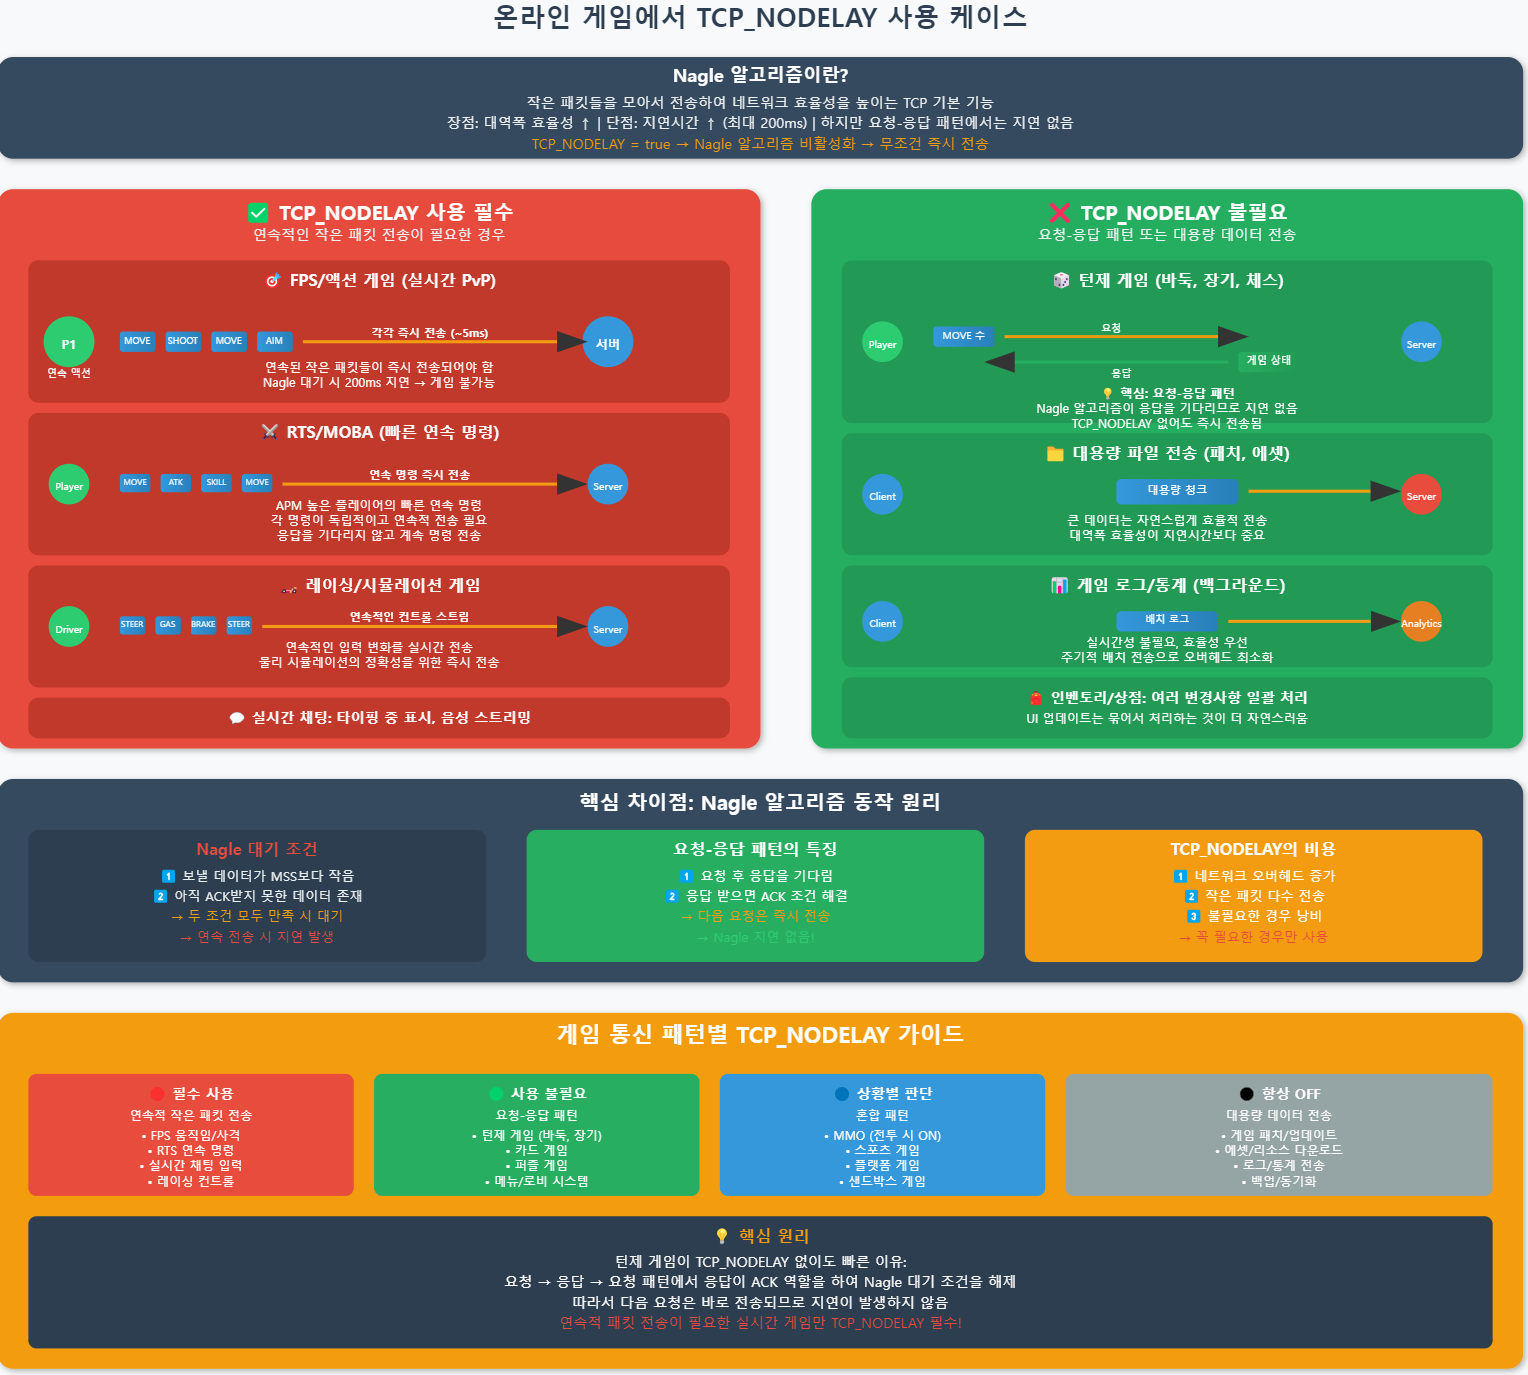 온라인 게임에서 TCP_NODELAY 사용 케이스
Nagle 알고리즘이란?
작은 패킷들을 모아서 전송하여 네트워크 효율성을 높이는 TCP 기본 기능
장점: 대역폭 효율성 ↑ | 단점: 지연시간 ↑ (최대 200ms) | 하지만 요청-응답 패턴에서는 지연 없음
TCP_NODELAY = true → Nagle 알고리즘 비활성화 → 무조건 즉시 전송
✅ TCP_NODELAY 사용 필수
연속적인 작은 패킷 전송이 필요한 경우
🎯 FPS/액션 게임 (실시간 PvP)
P1
연속 액션
MOVE
SHOOT
MOVE
AIM
각각 즉시 전송 (~5ms)
서버
연속된 작은 패킷들이 즉시 전송되어야 함
Nagle 대기 시 200ms 지연 → 게임 불가능
⚔️ RTS/MOBA (빠른 연속 명령)
Player
MOVE
ATK
SKILL
MOVE
연속 명령 즉시 전송
Server
APM 높은 플레이어의 빠른 연속 명령
각 명령이 독립적이고 연속적 전송 필요
응답을 기다리지 않고 계속 명령 전송
🏎️ 레이싱/시뮬레이션 게임
Driver
STEER
GAS
BRAKE
STEER
연속적인 컨트롤 스트림
Server
연속적인 입력 변화를 실시간 전송
물리 시뮬레이션의 정확성을 위한 즉시 전송
💬 실시간 채팅: 타이핑 중 표시, 음성 스트리밍
❌ TCP_NODELAY 불필요
요청-응답 패턴 또는 대용량 데이터 전송
🎲 턴제 게임 (바둑, 장기, 체스)
Player
MOVE 수
요청
Server
게임 상태
응답
💡 핵심: 요청-응답 패턴
Nagle 알고리즘이 응답을 기다리므로 지연 없음
TCP_NODELAY 없어도 즉시 전송됨
📁 대용량 파일 전송 (패치, 에셋)
Client
대용량 청크
Server
큰 데이터는 자연스럽게 효율적 전송
대역폭 효율성이 지연시간보다 중요
📊 게임 로그/통계 (백그라운드)
Client
배치 로그
Analytics
실시간성 불필요, 효율성 우선
주기적 배치 전송으로 오버헤드 최소화
🎒 인벤토리/상점: 여러 변경사항 일괄 처리
UI 업데이트는 묶어서 처리하는 것이 더 자연스러움
핵심 차이점: Nagle 알고리즘 동작 원리
Nagle 대기 조건
1️⃣ 보낼 데이터가 MSS보다 작음
2️⃣ 아직 ACK받지 못한 데이터 존재
→ 두 조건 모두 만족 시 대기
→ 연속 전송 시 지연 발생
요청-응답 패턴의 특징
1️⃣ 요청 후 응답을 기다림
2️⃣ 응답 받으면 ACK 조건 해결
→ 다음 요청은 즉시 전송
→ Nagle 지연 없음!
TCP_NODELAY의 비용
1️⃣ 네트워크 오버헤드 증가
2️⃣ 작은 패킷 다수 전송
3️⃣ 불필요한 경우 낭비
→ 꼭 필요한 경우만 사용
게임 통신 패턴별 TCP_NODELAY 가이드
🔴 필수 사용
연속적 작은 패킷 전송
• FPS 움직임/사격
• RTS 연속 명령
• 실시간 채팅 입력
• 레이싱 컨트롤
🟢 사용 불필요
요청-응답 패턴
• 턴제 게임 (바둑, 장기)
• 카드 게임
• 퍼즐 게임
• 메뉴/로비 시스템
🔵 상황별 판단
혼합 패턴
• MMO (전투 시 ON)
• 스포츠 게임
• 플랫폼 게임
• 샌드박스 게임
⚫ 항상 OFF
대용량 데이터 전송
• 게임 패치/업데이트
• 에셋/리소스 다운로드
• 로그/통계 전송
• 백업/동기화
💡 핵심 원리
턴제 게임이 TCP_NODELAY 없이도 빠른 이유:
요청 → 응답 → 요청 패턴에서 응답이 ACK 역할을 하여 Nagle 대기 조건을 해제
따라서 다음 요청은 바로 전송되므로 지연이 발생하지 않음
연속적 패킷 전송이 필요한 실시간 게임만 TCP_NODELAY 필수!